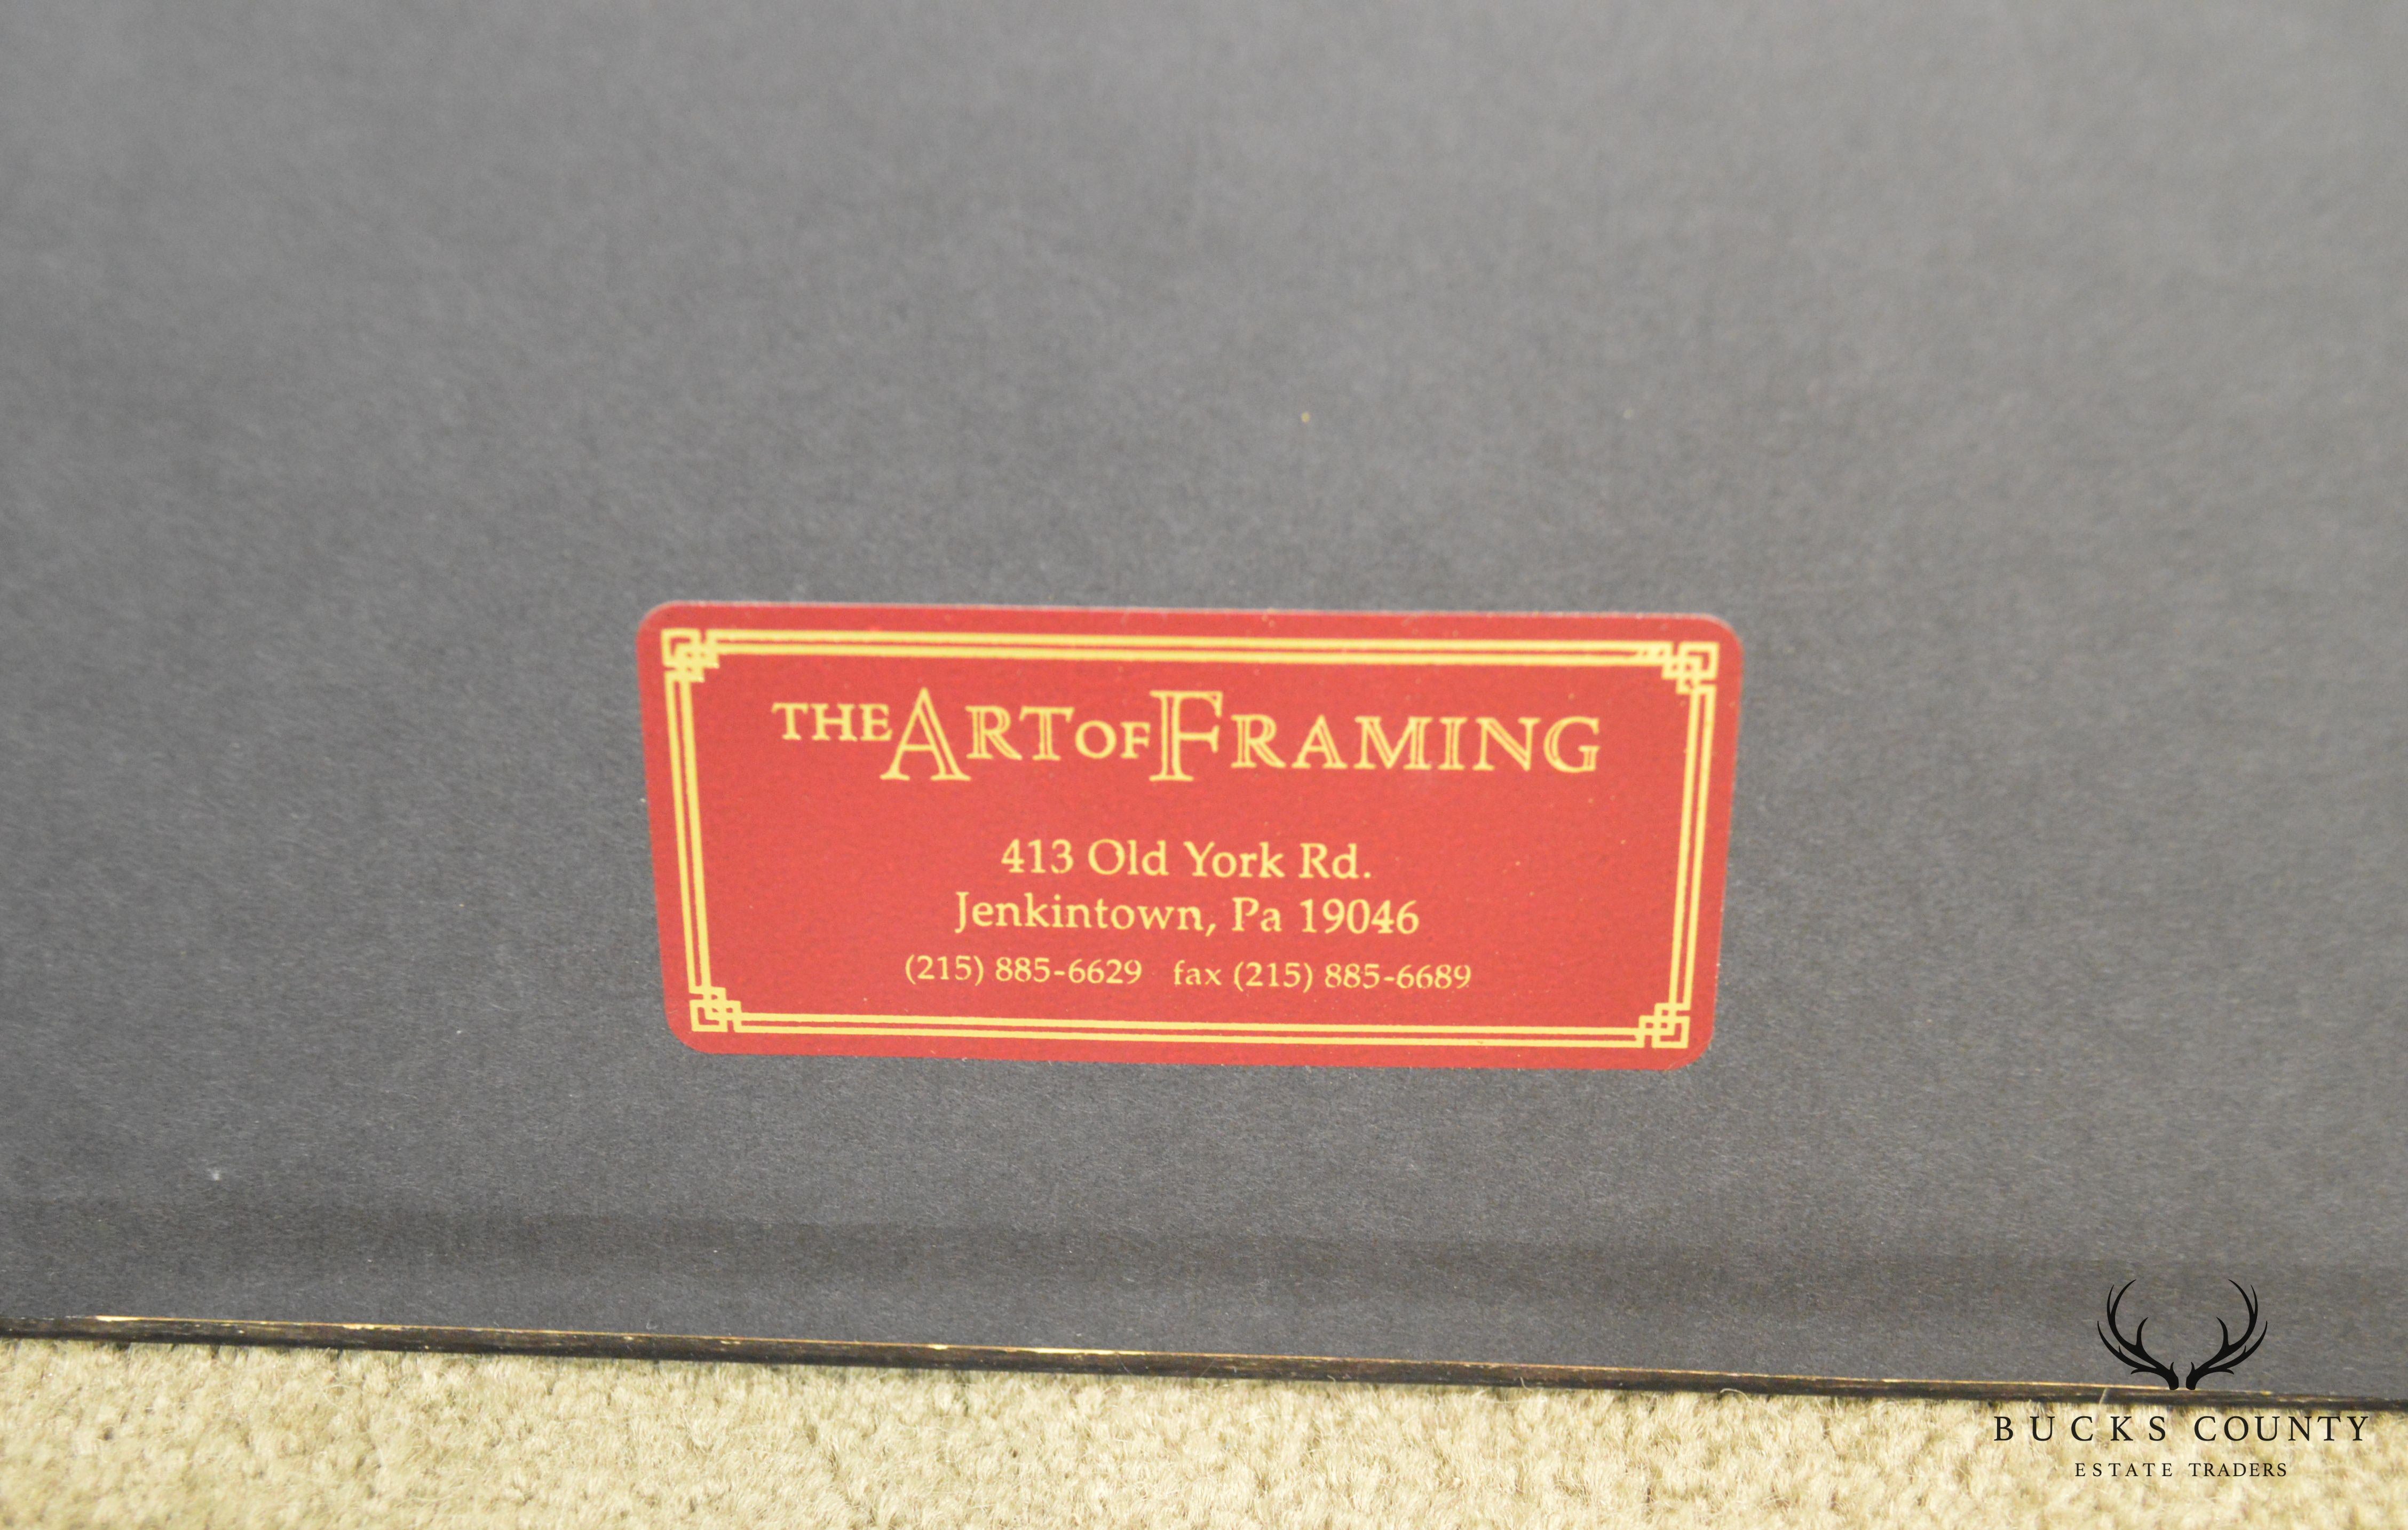 THE ART OF FRAMING
413 Old York Rd.
Jenkintown, Pa 19046
(215) 885-6629 fax (215) 885-6689
BUCKS COUNTY
ESTATE TRADERS